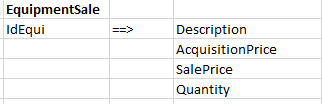 EquipmentSale
IdEqui ==> Description
AcquisitionPrice
SalePrice
Quantity